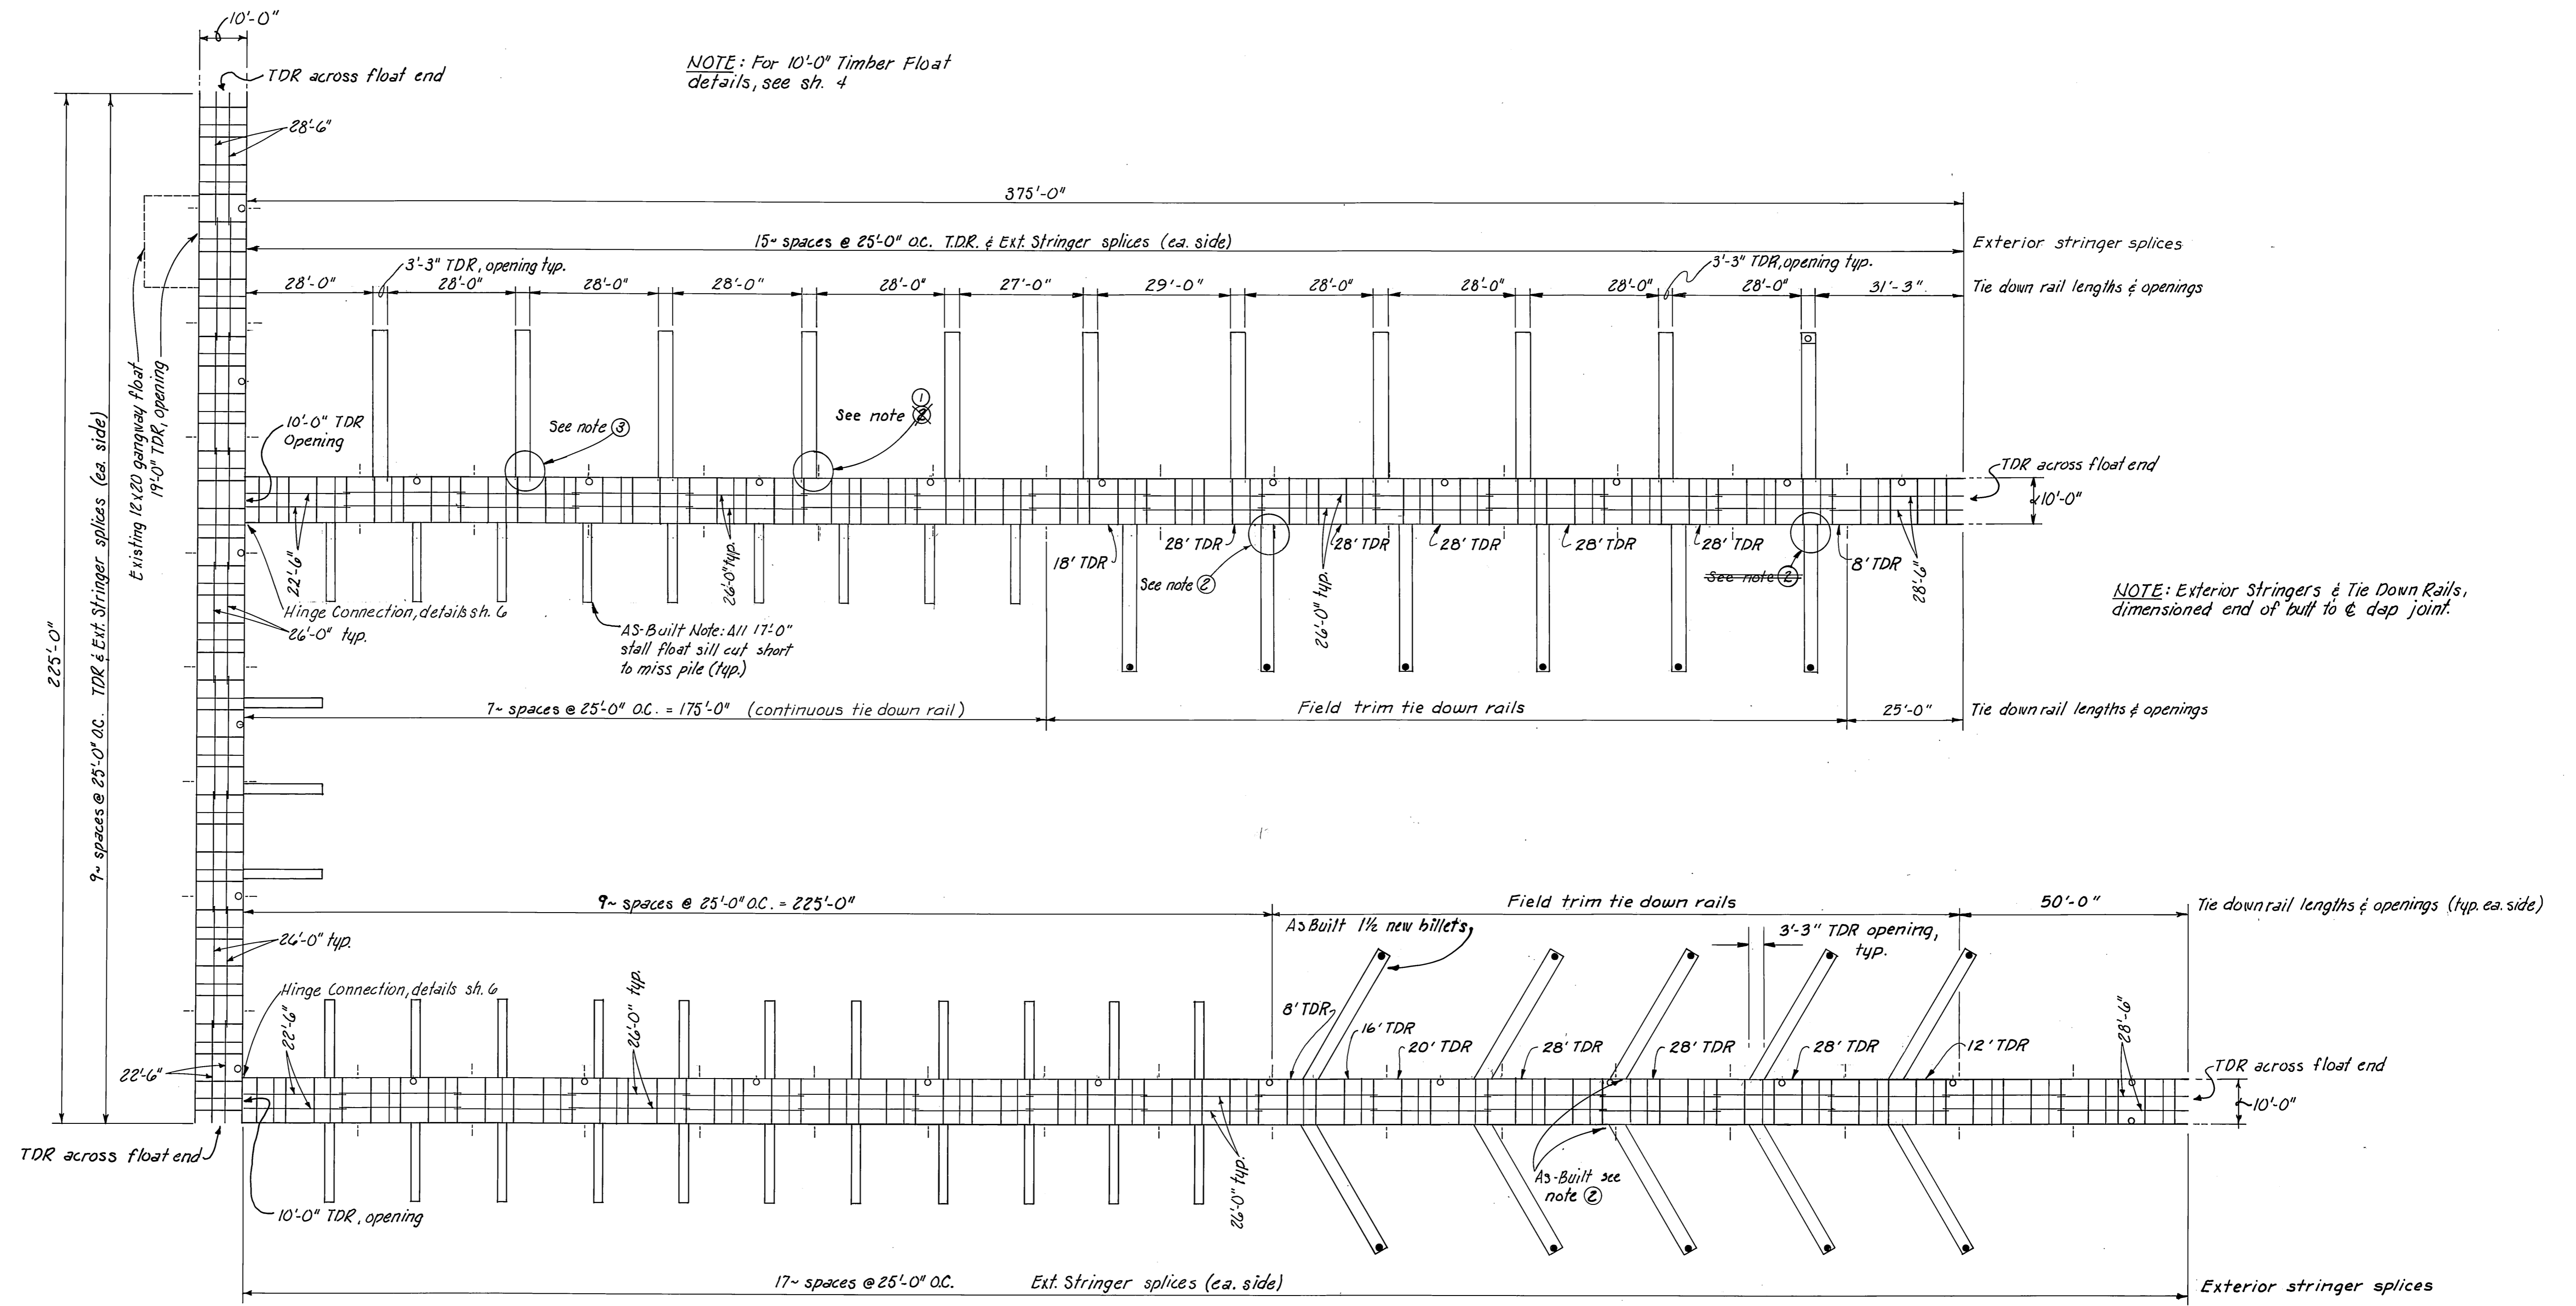 10'-0"
TDR across float end
NOTE: For 10'-0" Timber Float
details, see sh. 4
28'-6"
375'-0"
15~ spaces @ 25'-0" O.C. T.D.R. & Ext. Stringer splices (ea. side)
Exterior stringer splices
3'-3" TDR, opening typ.
3'-3" TDR, opening typ.
28'-0"
28'-0"
28'-0"
28'-0"
28'-0"
27'-0"
29'-0"
28'-0"
28'-0"
28'-0"
28'-0"
31'-3"
Tie down rail lengths & openings
Existing 12x20 gangway float
19'-0" TDR, opening
10'-0" TDR
Opening
See note 3
1
See note 2
TDR across float end
10'-0"
225'-0"
9~ spaces @ 25'-0" O.C. TDR & Ext. Stringer splices (ea. side)
22'-6"
26'-0" typ.
18' TDR
28' TDR
28' TDR
28' TDR
28' TDR
28' TDR
8' TDR
28'-6"
26'-0" typ.
See note 2
See note 2
Hinge Connection, details sh. 6
26'-0" typ.
AS-Built Note: All 17'-0"
stall float sill cut short
to miss pile (typ.)
NOTE: Exterior Stringers & Tie Down Rails,
dimensioned end of butt to ℄ dap joint.
7~ spaces @ 25'-0" O.C. = 175'-0" (continuous tie down rail)
Field trim tie down rails
25'-0"
Tie down rail lengths & openings
9~ spaces @ 25'-0" O.C. = 225'-0"
Field trim tie down rails
50'-0"
Tie down rail lengths & openings (typ. ea. side)
As Built 1½ new billets
3'-3" TDR opening,
typ.
26'-0" typ.
Hinge Connection, details sh. 6
22'-6"
26'-0" typ.
8' TDR
16' TDR
20' TDR
28' TDR
28' TDR
28' TDR
12' TDR
28'-6"
22'-6"
TDR across float end
10'-0"
TDR across float end
10'-0" TDR, opening
26'-0" typ.
As-Built see
note 2
17~ spaces @ 25'-0" O.C. Ext. Stringer splices (ea. side)
Exterior stringer splices